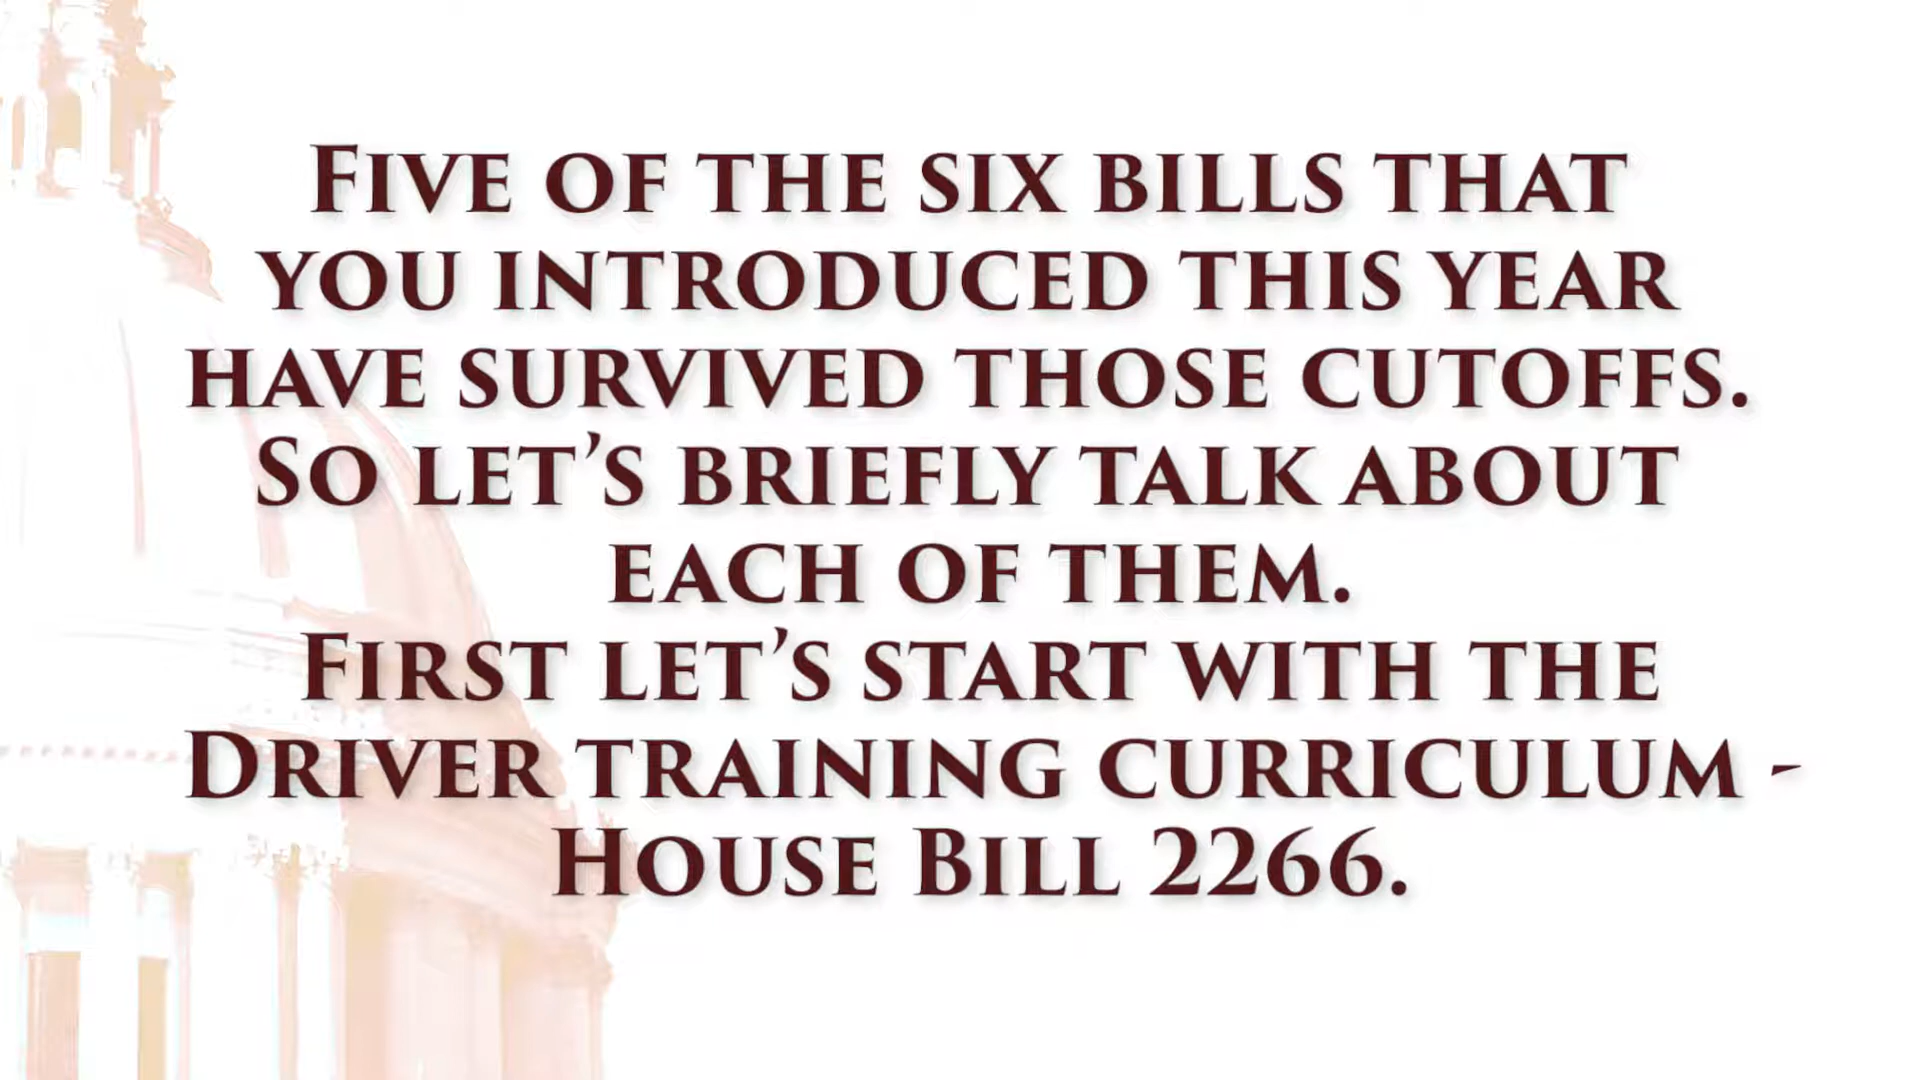 Five of the six bills that
you introduced this year
have survived those cutoffs.
So let’s briefly talk about
each of them.
First let’s start with the
Driver training curriculum -
House Bill 2266.